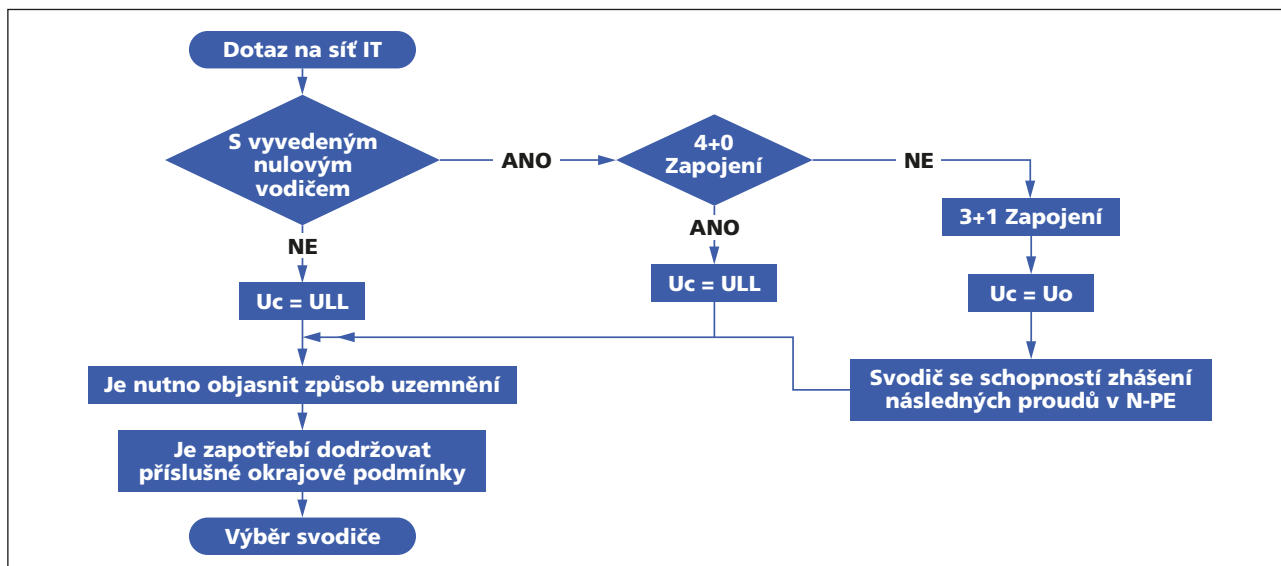 Dotaz na síť IT
S vyvedeným
nulovým
vodičem
ANO
4+0
Zapojení
NE
3+1 Zapojení
ANO
NE
Uc = ULL
Uc = ULL
Uc = Uo
Je nutno objasnit způsob uzemnění
Svodič se schopností zhášení
následných proudů v N-PE
Je zapotřebí dodržovat
příslušné okrajové podmínky
Výběr svodiče